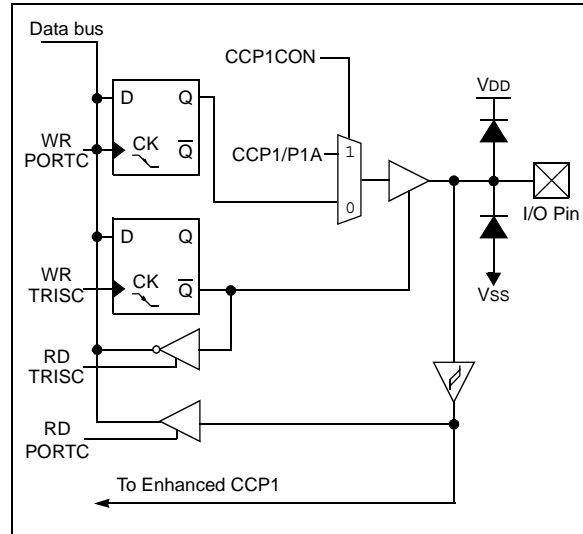 Data bus
CCP1CON
VDD
D Q
WR
PORTC
CK Q
CCP1/P1A
1
0
I/O Pin
D Q
WR
TRISC
CK Q
VSS
RD
TRISC
RD
PORTC
To Enhanced CCP1